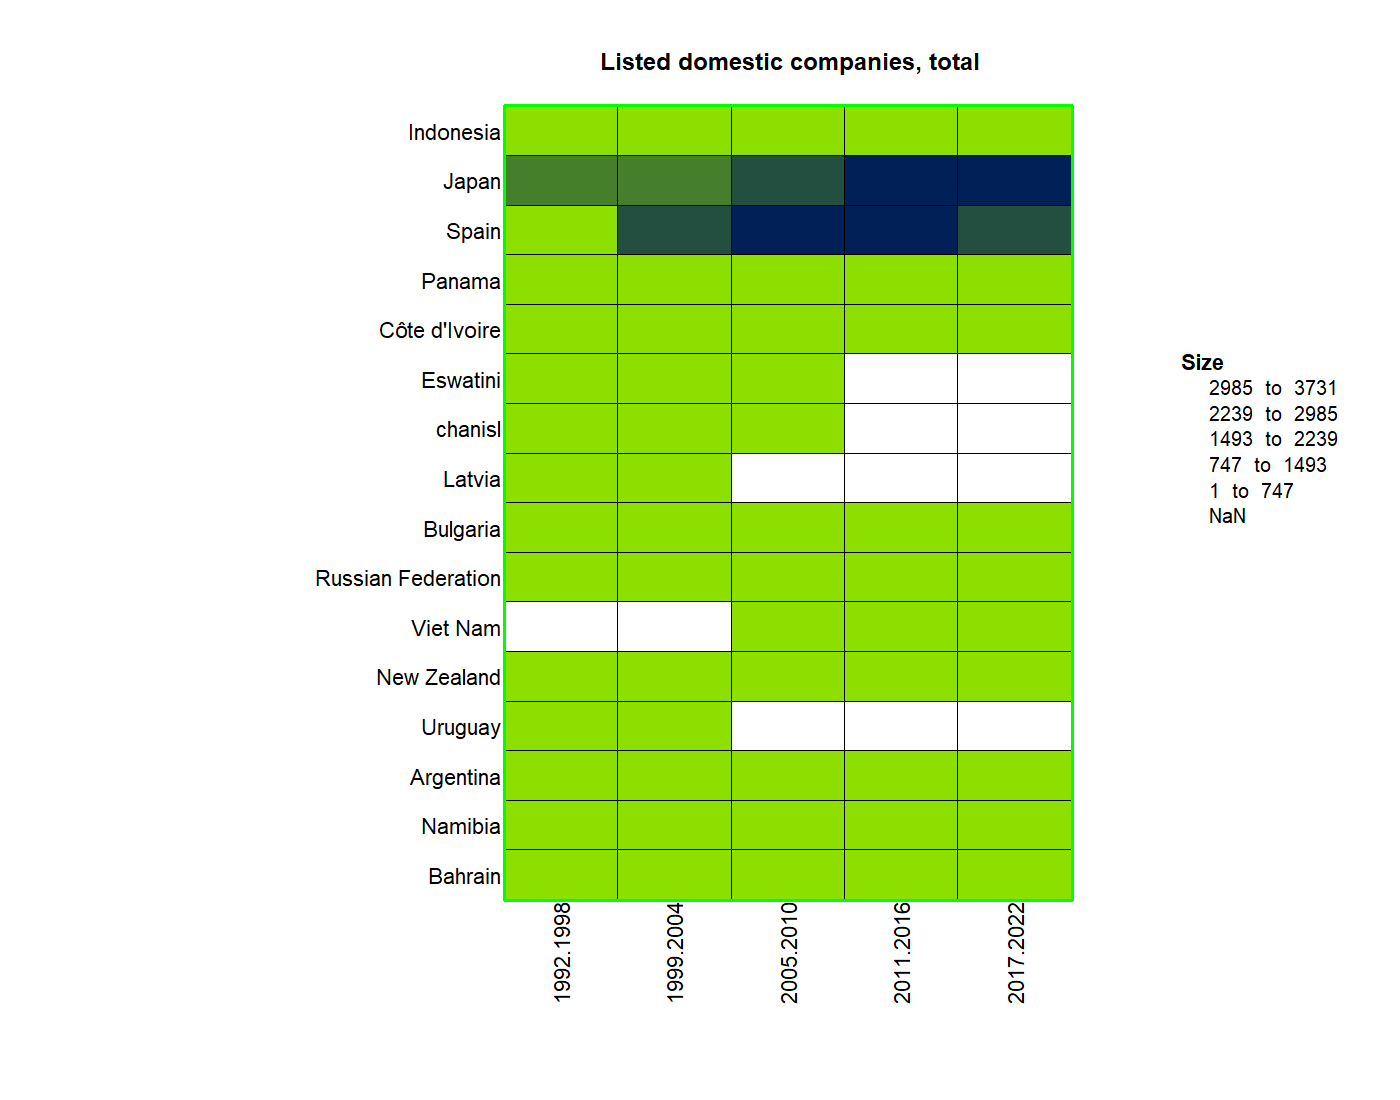 Listed domestic companies, total
Indonesia
Japan
Spain
Panama
Côte d'Ivoire
Eswatini
chanisl
Latvia
Bulgaria
Russian Federation
Viet Nam
New Zealand
Uruguay
Argentina
Namibia
Bahrain
1992.1998
1999.2004
2005.2010
2011.2016
2017.2022
Size
2985 to 3731
2239 to 2985
1493 to 2239
747 to 1493
1 to 747
NaN